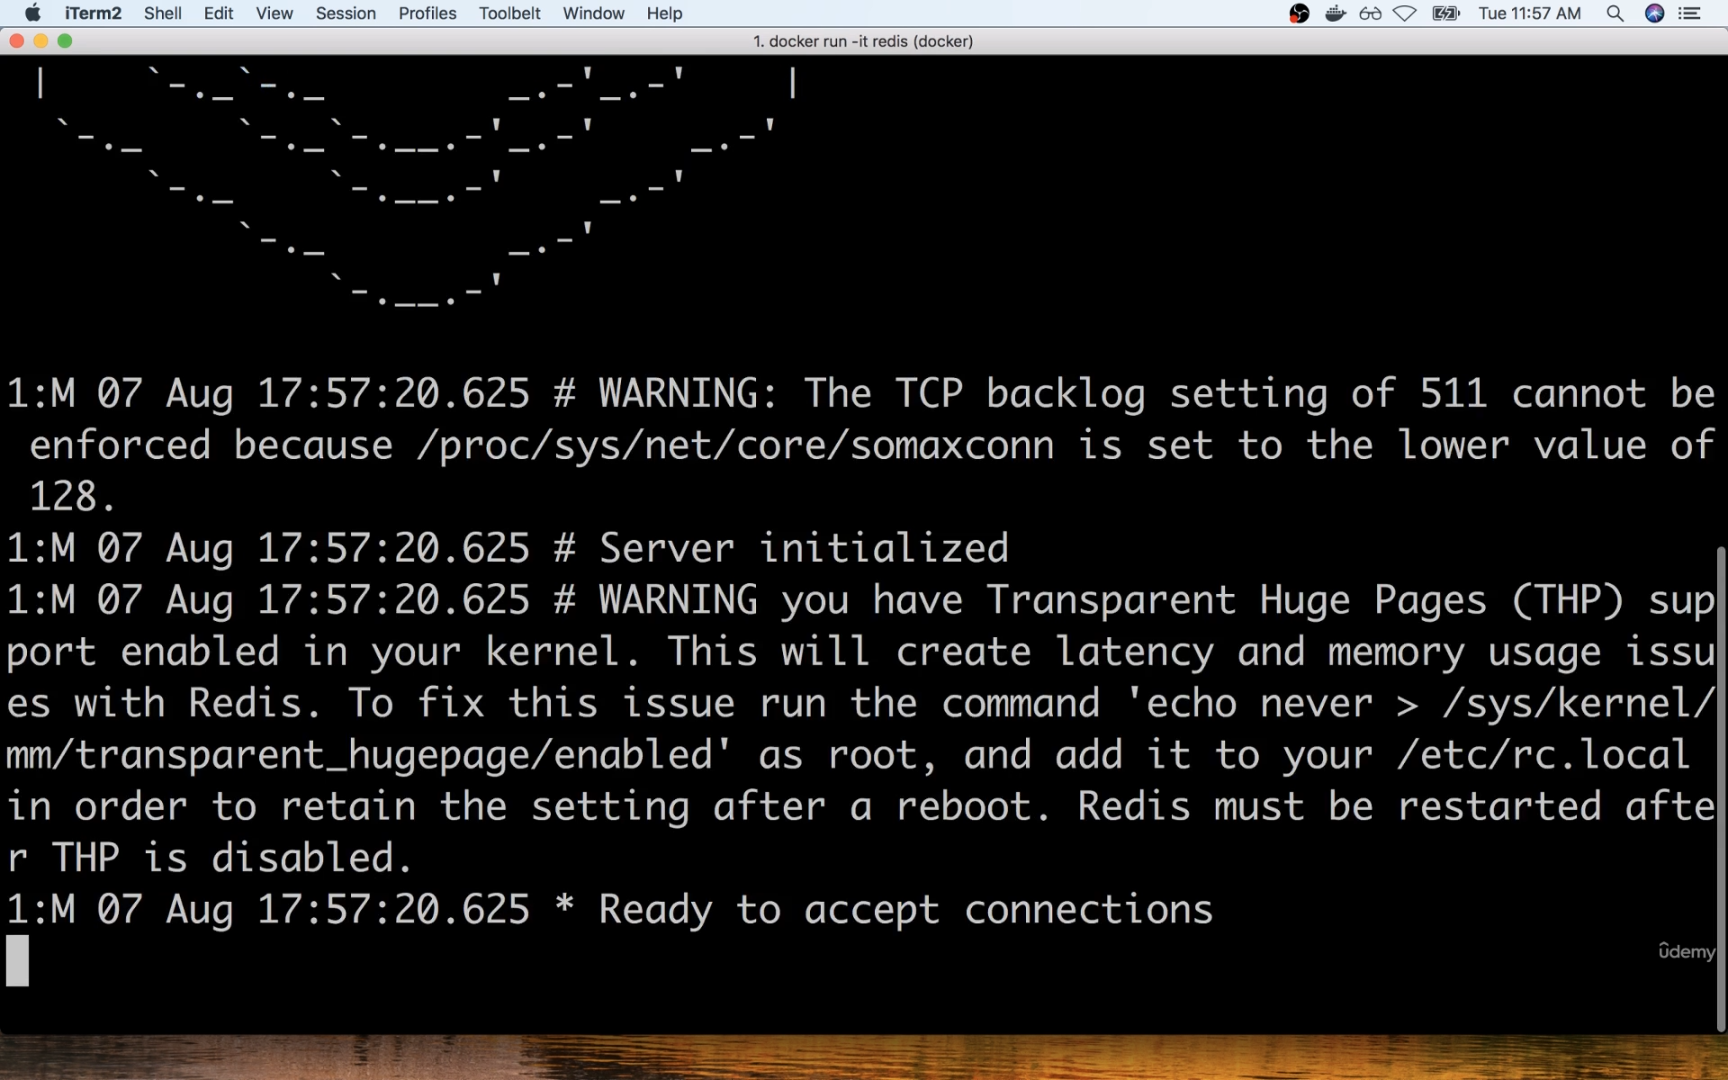 iTerm2 Shell Edit View Session Profiles Toolbelt Window Help Tue 11:57 AM
1. docker run -it redis (docker)
|    `-._`-._        _.-'_.-'    |
 `-._    `-._`-.__.-'_.-'    _.-'
     `-._    `-.__.-'    _.-'
         `-._        _.-'
             `-.__.-'
1:M 07 Aug 17:57:20.625 # WARNING: The TCP backlog setting of 511 cannot be
 enforced because /proc/sys/net/core/somaxconn is set to the lower value of
 128.
1:M 07 Aug 17:57:20.625 # Server initialized
1:M 07 Aug 17:57:20.625 # WARNING you have Transparent Huge Pages (THP) sup
port enabled in your kernel. This will create latency and memory usage issu
es with Redis. To fix this issue run the command 'echo never > /sys/kernel/
mm/transparent_hugepage/enabled' as root, and add it to your /etc/rc.local
in order to retain the setting after a reboot. Redis must be restarted afte
r THP is disabled.
1:M 07 Aug 17:57:20.625 * Ready to accept connections
ûdemy